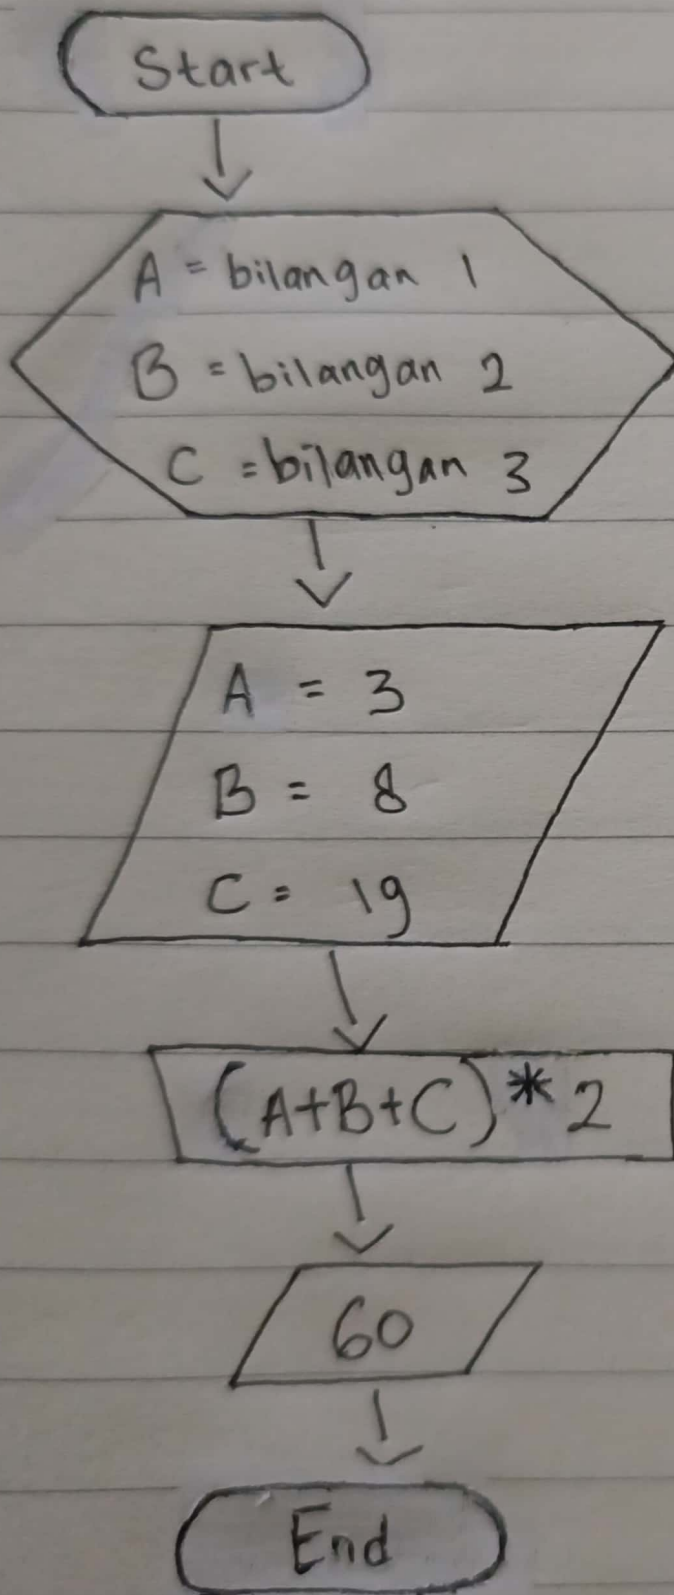 Start
A = bilangan 1
B = bilangan 2
C = bilangan 3
A = 3
B = 8
C = 19
(A+B+C) * 2
60
End